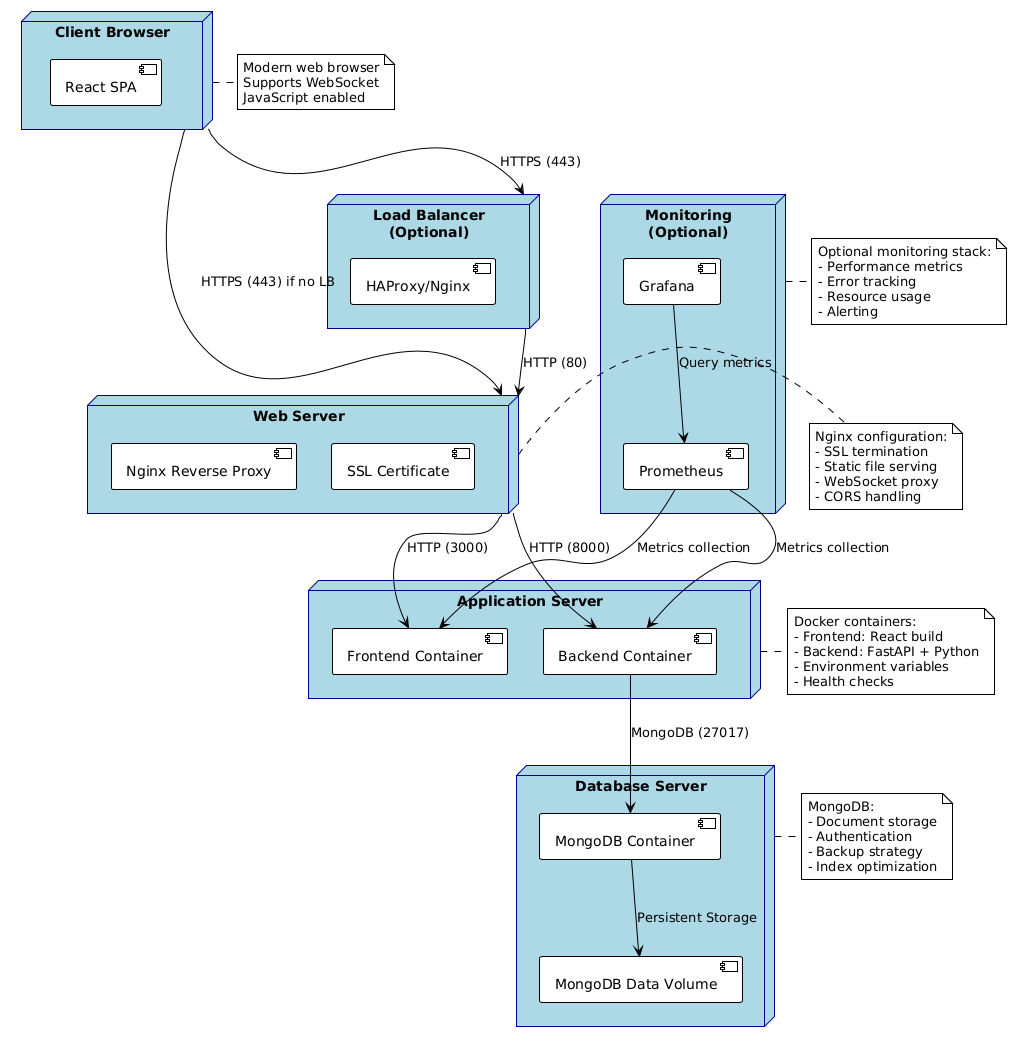 Client Browser
React SPA
Modern web browser
Supports WebSocket
JavaScript enabled
HTTPS (443)
Load Balancer
(Optional)
HAProxy/Nginx
Monitoring
(Optional)
Grafana
Optional monitoring stack:
- Performance metrics
- Error tracking
- Resource usage
- Alerting
HTTPS (443) if no LB
HTTP (80)
Query metrics
Web Server
Nginx Reverse Proxy
SSL Certificate
Prometheus
Nginx configuration:
- SSL termination
- Static file serving
- WebSocket proxy
- CORS handling
HTTP (3000)
HTTP (8000)
Metrics collection
Metrics collection
Application Server
Frontend Container
Backend Container
Docker containers:
- Frontend: React build
- Backend: FastAPI + Python
- Environment variables
- Health checks
MongoDB (27017)
Database Server
MongoDB Container
MongoDB:
- Document storage
- Authentication
- Backup strategy
- Index optimization
Persistent Storage
MongoDB Data Volume